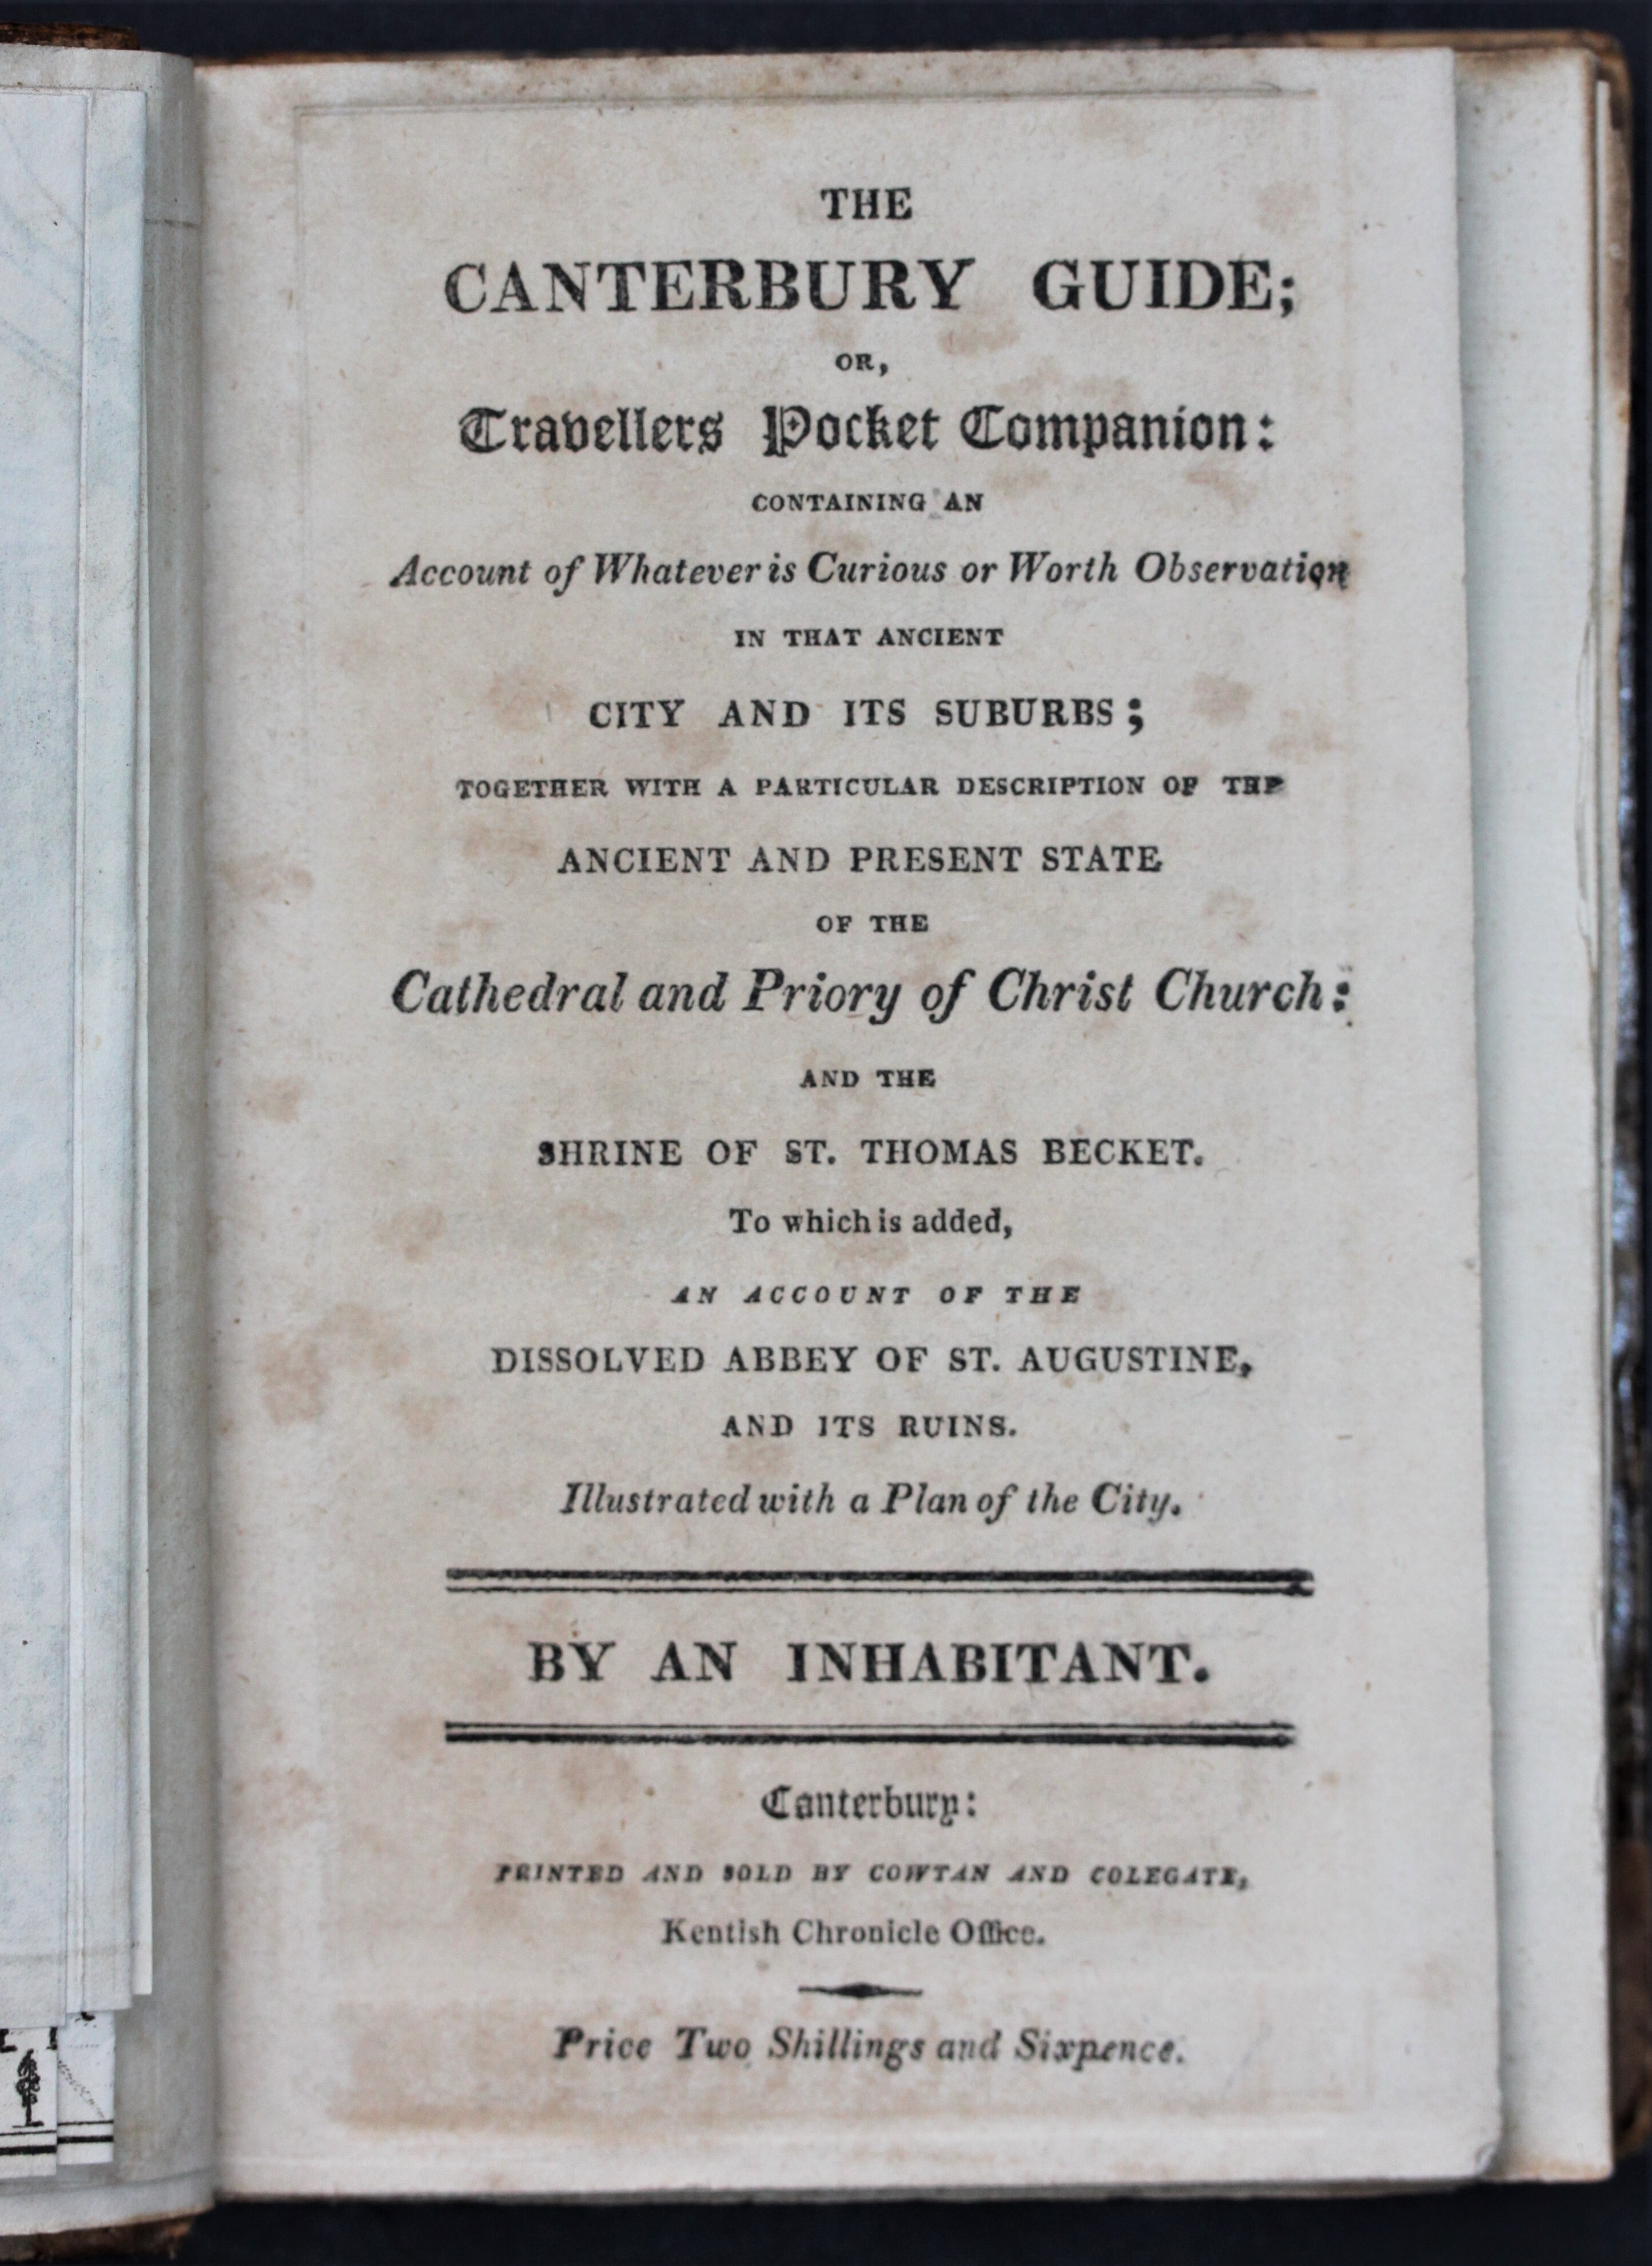 THE
CANTERBURY GUIDE;
OR,
Travellers Pocket Companion:
CONTAINING AN
Account of Whatever is Curious or Worth Observation
IN THAT ANCIENT
CITY AND ITS SUBURBS;
TOGETHER WITH A PARTICULAR DESCRIPTION OF THE
ANCIENT AND PRESENT STATE
OF THE
Cathedral and Priory of Christ Church:
AND THE
SHRINE OF ST. THOMAS BECKET.
To which is added,
AN ACCOUNT OF THE
DISSOLVED ABBEY OF ST. AUGUSTINE,
AND ITS RUINS.
Illustrated with a Plan of the City.
BY AN INHABITANT.
Canterbury:
PRINTED AND SOLD BY COWTAN AND COLEGATE,
Kentish Chronicle Office.
Price Two Shillings and Sixpence.